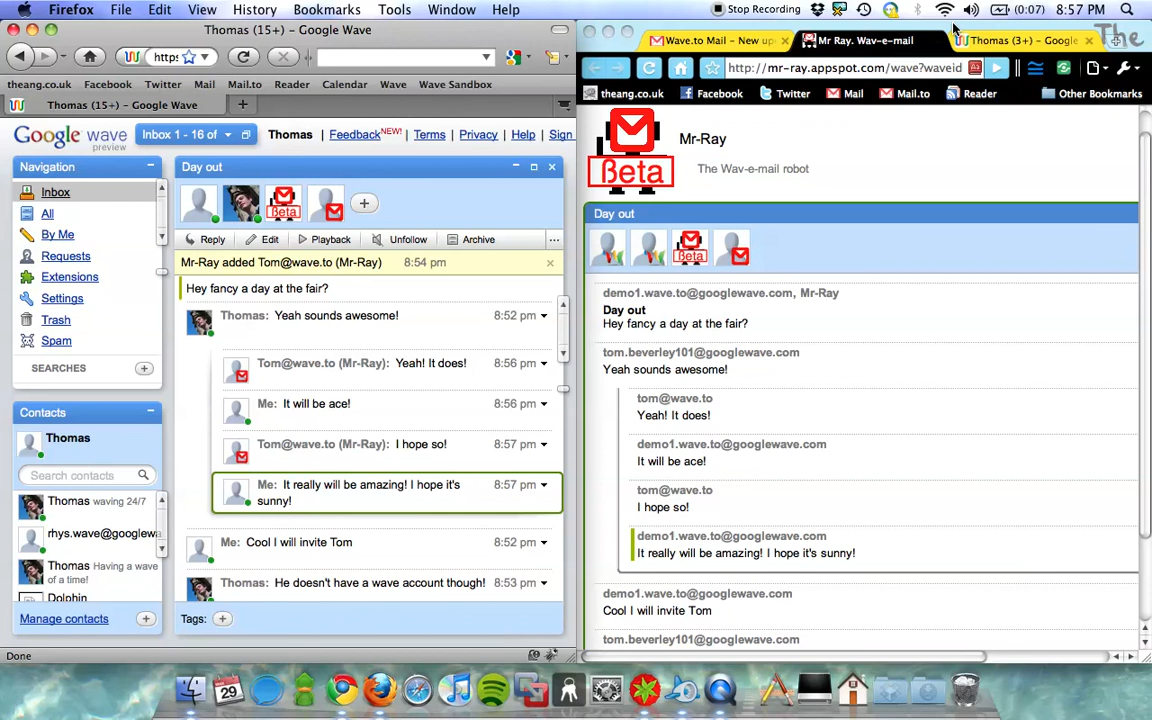 Firefox File Edit View History Bookmarks Tools Window Help
Stop Recording (0:07) 8:57 PM
Thomas (15+) - Google Wave
https
theang.co.uk Facebook Twitter Mail Mail.to Reader Calendar Wave Wave Sandbox
Thomas (15+) - Google Wave
Google wave
preview
Inbox 1 - 16 of
Thomas Feedback NEW! Terms Privacy Help Sign
Navigation
Inbox
All
By Me
Requests
Extensions
Settings
Trash
Spam
SEARCHES
Contacts
Thomas
Search contacts
Thomas waving 24/7
rhys.wave@googlewa
Thomas Having a wave
of a time!
Dolphin
Manage contacts
Day out
ßeta
Reply Edit Playback Unfollow Archive ...
Mr-Ray added Tom@wave.to (Mr-Ray) 8:54 pm
Hey fancy a day at the fair?
Thomas: Yeah sounds awesome! 8:52 pm
Tom@wave.to (Mr-Ray): Yeah! It does! 8:56 pm
Me: It will be ace! 8:56 pm
Tom@wave.to (Mr-Ray): I hope so! 8:57 pm
Me: It really will be amazing! I hope it's 8:57 pm
sunny!
Me: Cool I will invite Tom 8:52 pm
Thomas: He doesn't have a wave account though! 8:53 pm
Tags:
Done
The
Wave.to Mail - New up
Mr Ray. Wav-e-mail
Thomas (3+) - Google
http://mr-ray.appspot.com/wave?waveid
theang.co.uk Facebook Twitter Mail Mail.to Reader Other Bookmarks
ßeta
Mr-Ray
The Wav-e-mail robot
Day out
ßeta
demo1.wave.to@googlewave.com, Mr-Ray
Day out
Hey fancy a day at the fair?
tom.beverley101@googlewave.com
Yeah sounds awesome!
tom@wave.to
Yeah! It does!
demo1.wave.to@googlewave.com
It will be ace!
tom@wave.to
I hope so!
demo1.wave.to@googlewave.com
It really will be amazing! I hope it's sunny!
demo1.wave.to@googlewave.com
Cool I will invite Tom
tom.beverley101@googlewave.com
29